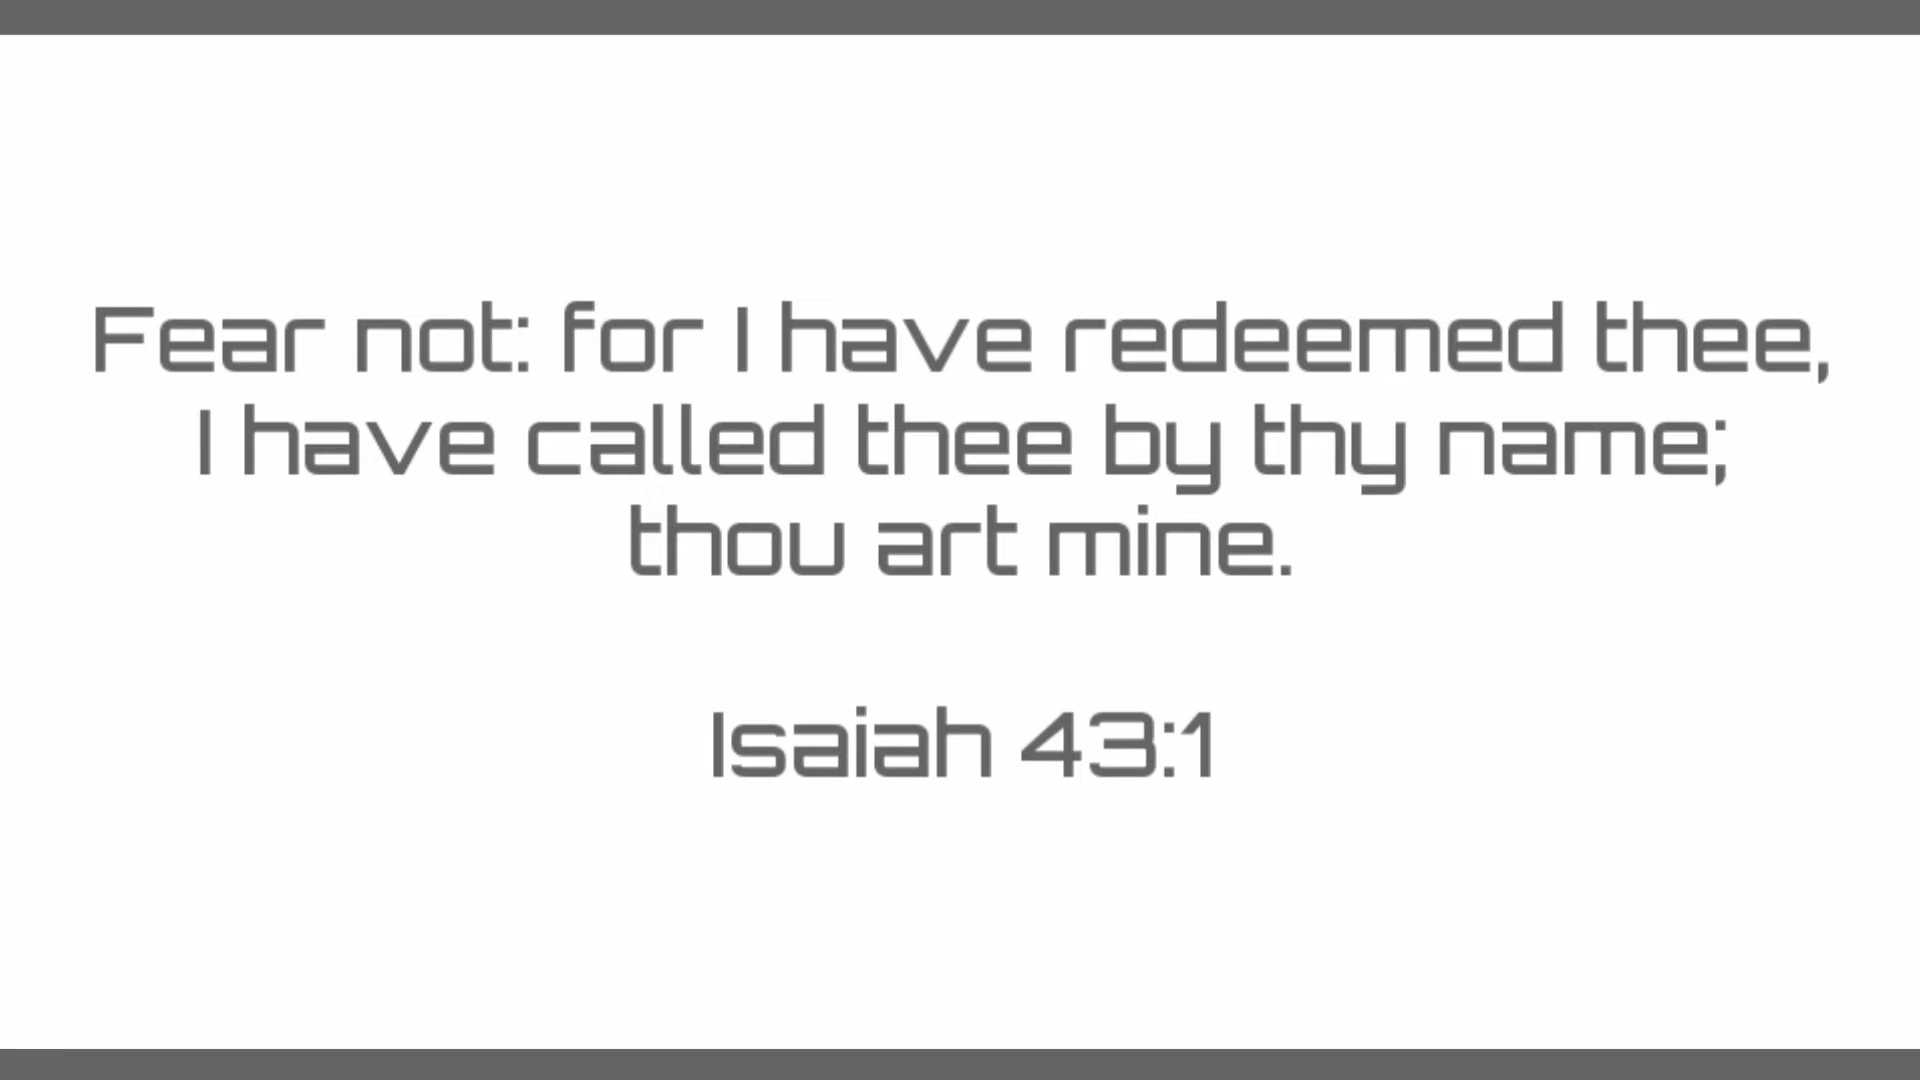 Fear not: for I have redeemed thee,
I have called thee by thy name;
thou art mine.
Isaiah 43:1